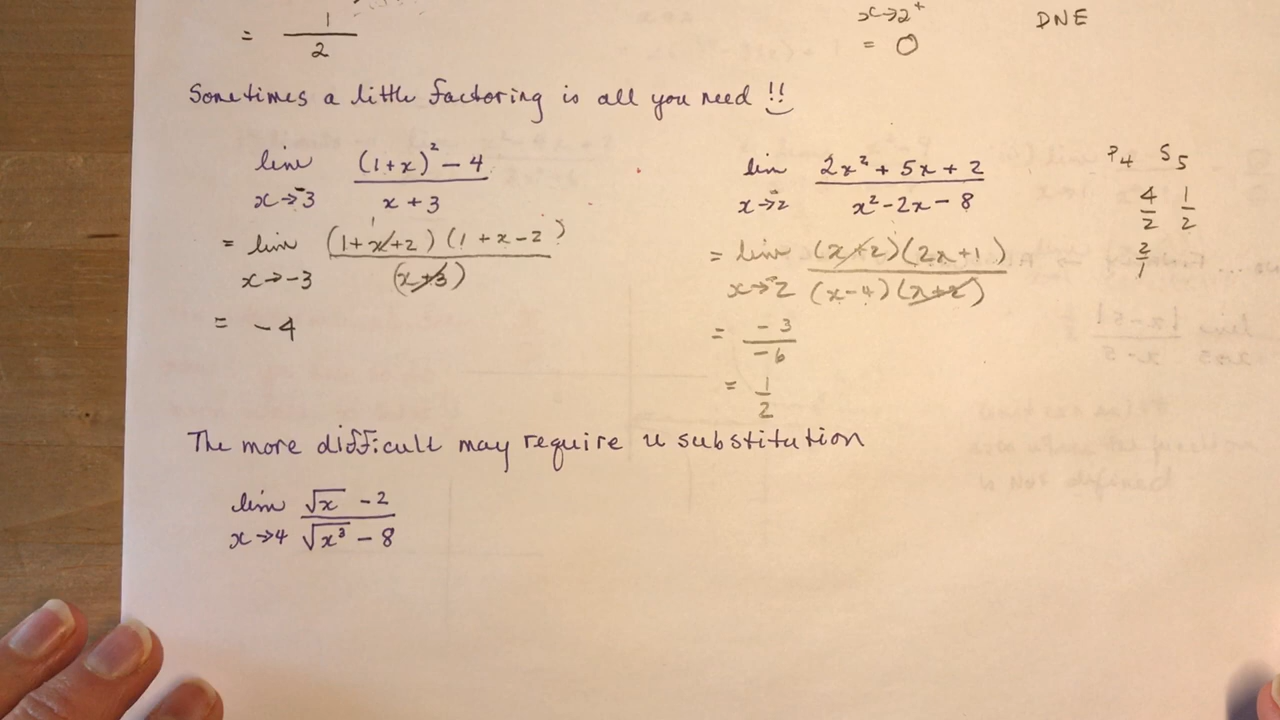 = 1/2
x→2⁺
= 0
DNE
Sometimes a little factoring is all you need !!
lim x→-3 ((1+x)² - 4)/(x + 3)
= lim x→-3 ((1+x+2)(1+x-2))/(x+3)
= -4
lim x→-2 (2x² + 5x + 2)/(x² - 2x - 8)
= lim x→-2 ((x+2)(2x+1))/((x-4)(x+2))
= -3/-6
= 1/2
P4 S5
4/2 1/2
2/1
The more difficult may require u substitution
lim x→4 (√x - 2)/(√x³ - 8)